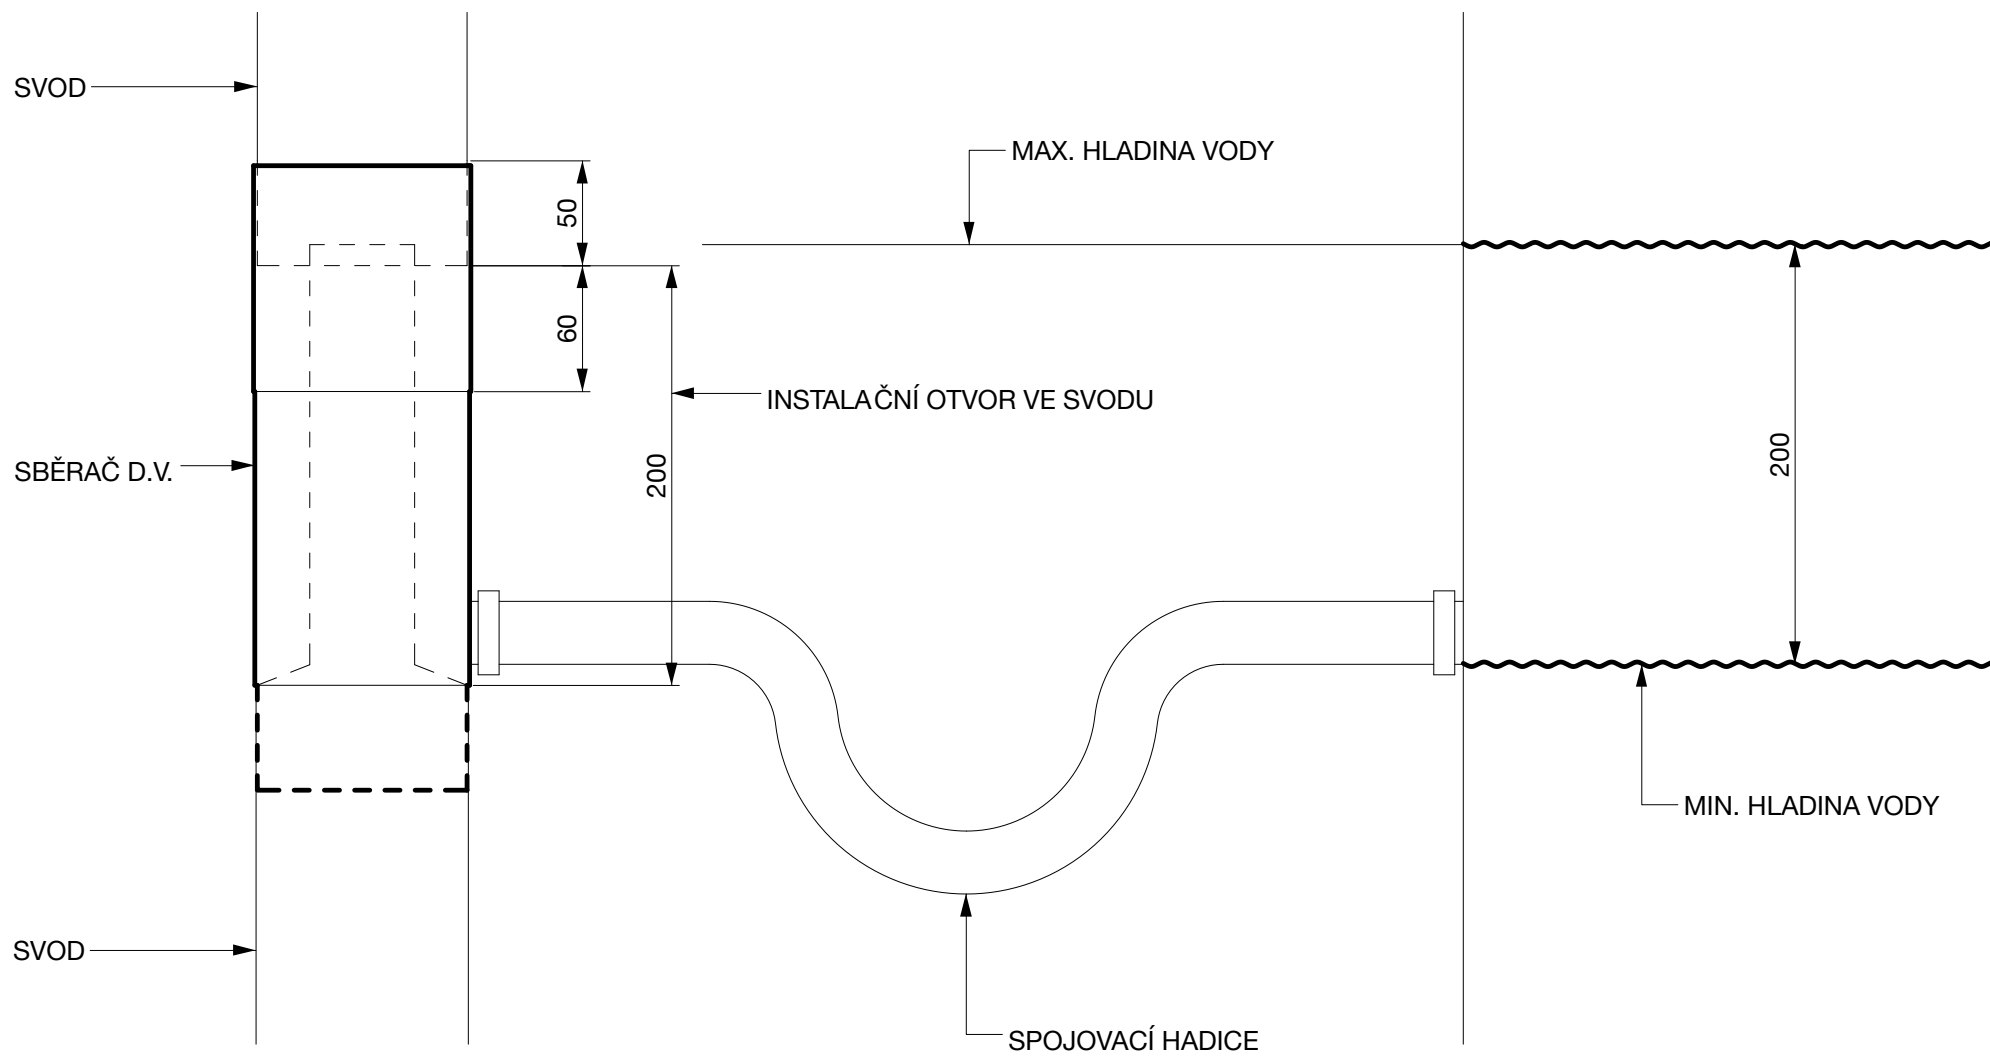 SVOD
MAX. HLADINA VODY
50
60
INSTALAČNÍ OTVOR VE SVODU
SBĚRAČ D.V.
200
200
MIN. HLADINA VODY
SVOD
SPOJOVACÍ HADICE